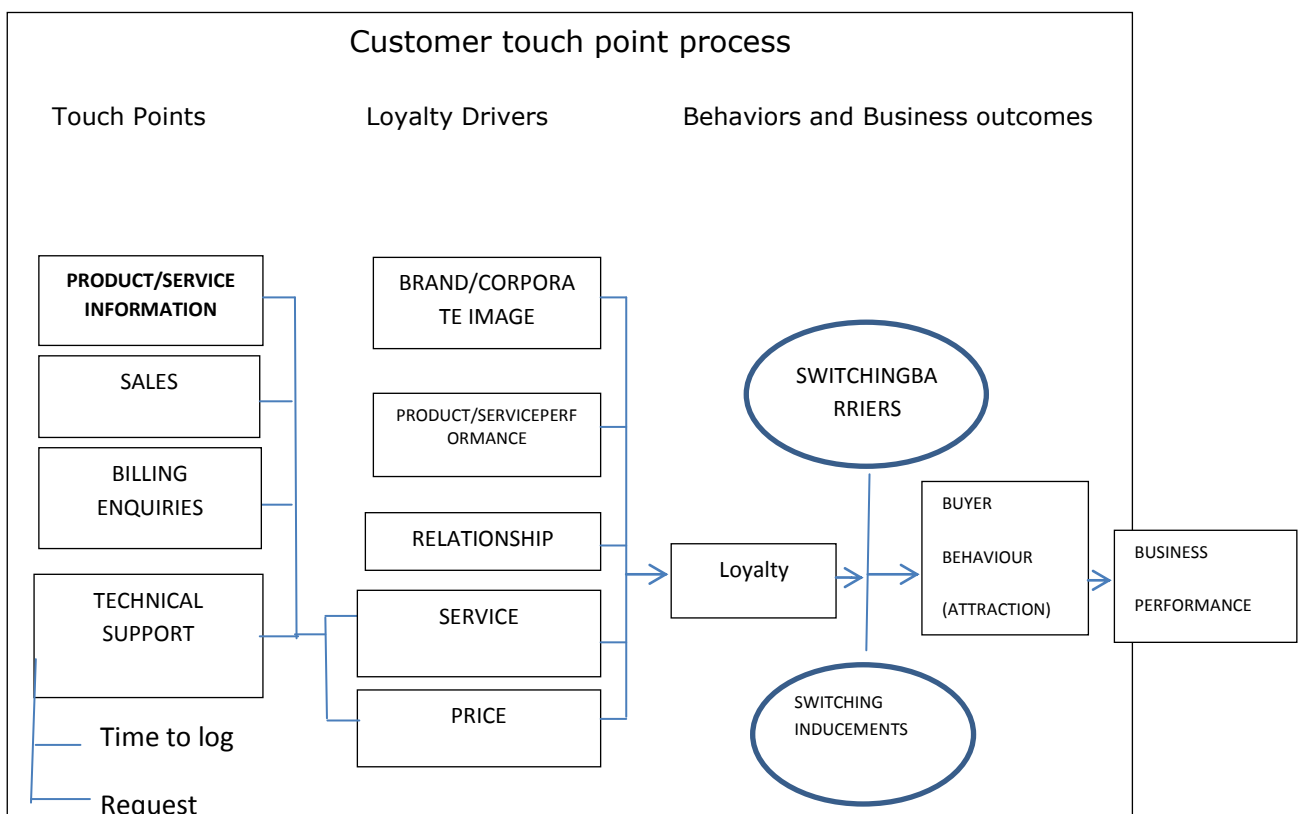 Customer touch point process
Touch Points
Loyalty Drivers
Behaviors and Business outcomes
PRODUCT/SERVICE
INFORMATION
SALES
BILLING
ENQUIRIES
TECHNICAL
SUPPORT
Time to log
Request
BRAND/CORPORA
TE IMAGE
PRODUCT/SERVICEPERF
ORMANCE
RELATIONSHIP
SERVICE
PRICE
Loyalty
SWITCHINGBA
RRIERS
SWITCHING
INDUCEMENTS
BUYER
BEHAVIOUR
(ATTRACTION)
BUSINESS
PERFORMANCE